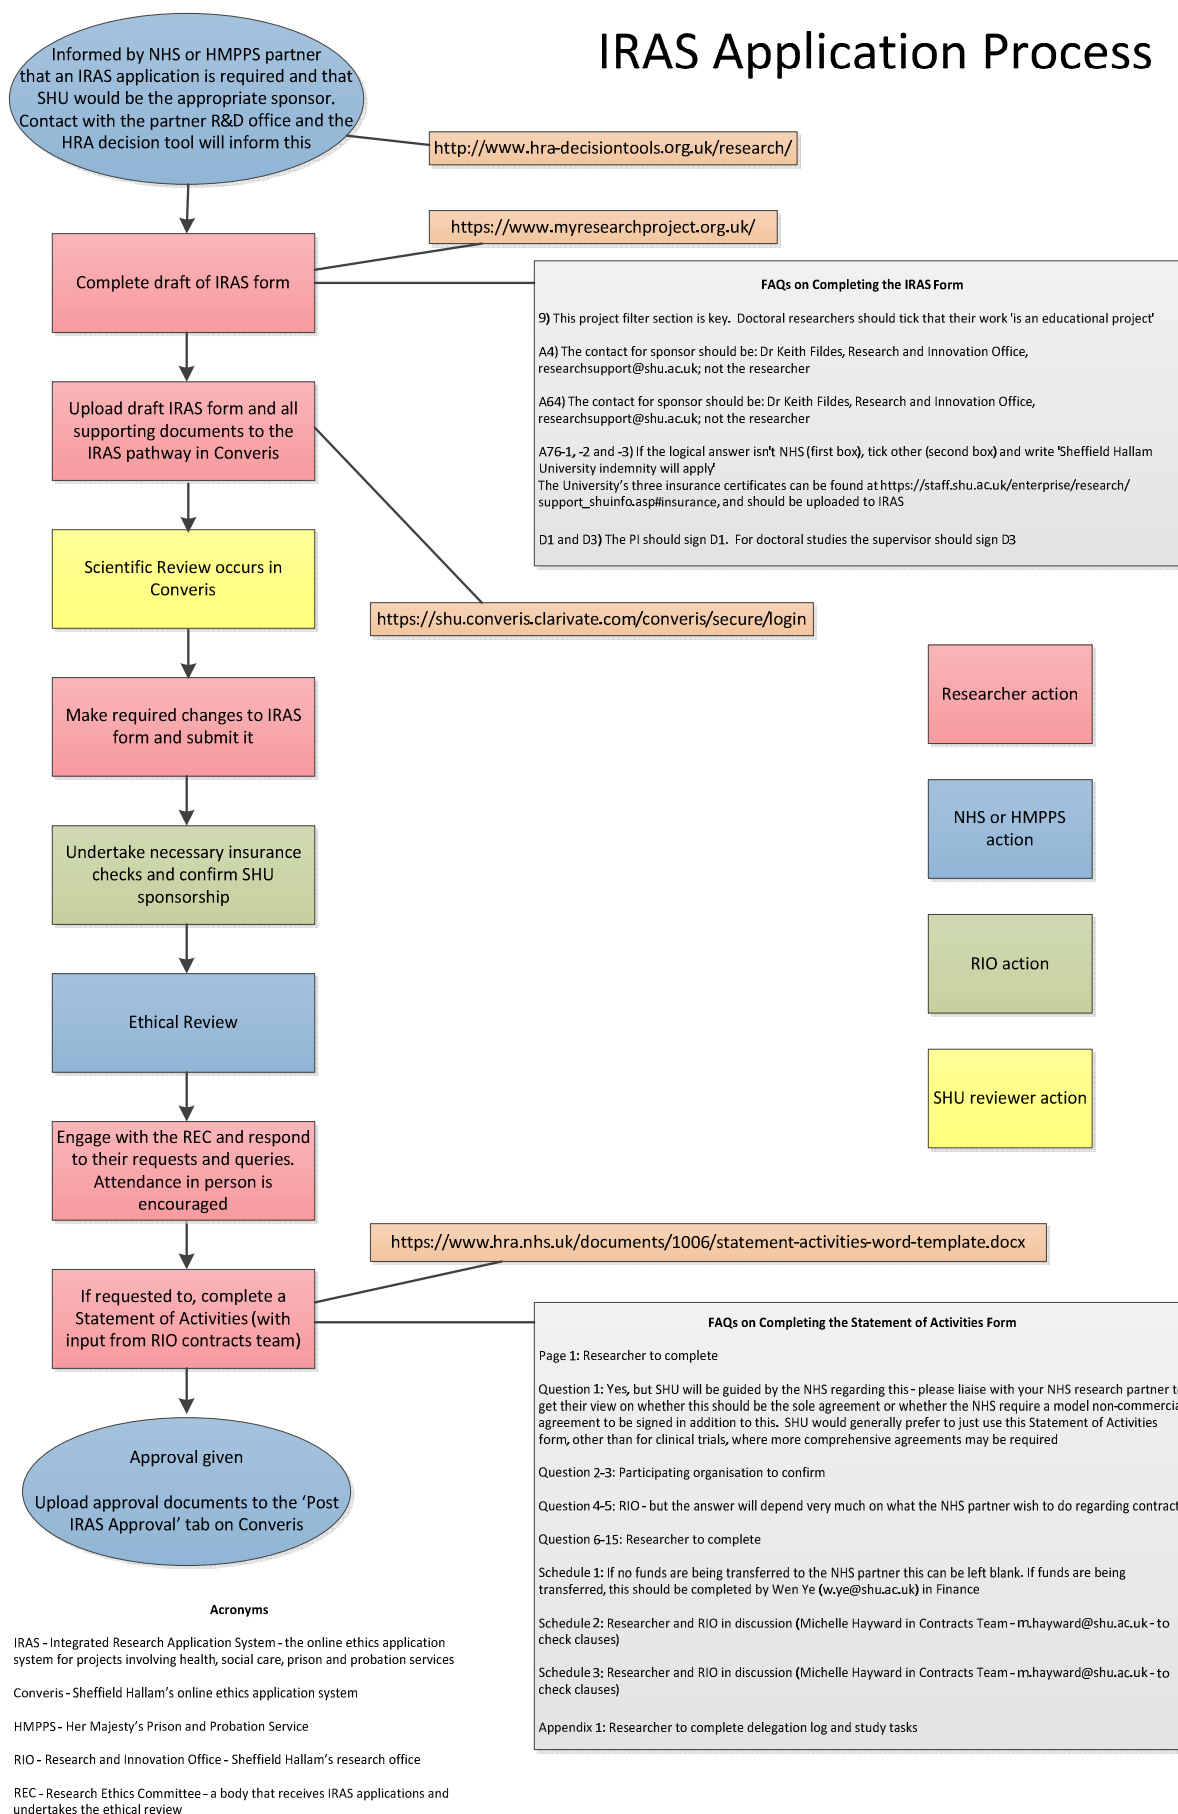 IRAS Application Process
Informed by NHS or HMPPS partner
that an IRAS application is required and that
SHU would be the appropriate sponsor.
Contact with the partner R&D office and the
HRA decision tool will inform this
http://www.hra-decisiontools.org.uk/research/
https://www.myresearchproject.org.uk/
Complete draft of IRAS form
FAQs on Completing the IRAS Form
9) This project filter section is key. Doctoral researchers should tick that their work 'is an educational project'
A4) The contact for sponsor should be: Dr Keith Fildes, Research and Innovation Office,
researchsupport@shu.ac.uk; not the researcher
A64) The contact for sponsor should be: Dr Keith Fildes, Research and Innovation Office,
researchsupport@shu.ac.uk; not the researcher
A76-1, -2 and -3) If the logical answer isn't NHS (first box), tick other (second box) and write 'Sheffield Hallam
University indemnity will apply'
The University's three insurance certificates can be found at https://staff.shu.ac.uk/enterprise/research/
support_shuinfo.asp#insurance, and should be uploaded to IRAS
D1 and D3) The PI should sign D1. For doctoral studies the supervisor should sign D3
Upload draft IRAS form and all
supporting documents to the
IRAS pathway in Converis
Scientific Review occurs in
Converis
https://shu.converis.clarivate.com/converis/secure/login
Make required changes to IRAS
form and submit it
Undertake necessary insurance
checks and confirm SHU
sponsorship
Ethical Review
Engage with the REC and respond
to their requests and queries.
Attendance in person is
encouraged
If requested to, complete a
Statement of Activities (with
input from RIO contracts team)
Approval given
Upload approval documents to the ‘Post
IRAS Approval’ tab on Converis
Researcher action
NHS or HMPPS
action
RIO action
SHU reviewer action
https://www.hra.nhs.uk/documents/1006/statement-activities-word-template.docx
FAQs on Completing the Statement of Activities Form
Page 1: Researcher to complete
Question 1: Yes, but SHU will be guided by the NHS regarding this - please liaise with your NHS research partner
get their view on whether this should be the sole agreement or whether the NHS require a model
agreement to be signed in addition to this. SHU would generally prefer to just use this Statement of Activities
form, other than for clinical trials, where more comprehensive agreements may be required
Question 2-3: Participating organisation to confirm
Question 4-5: RIO - but the answer will depend very much on what the NHS partner wish to do regarding contract
Question 6-15: Researcher to complete
Schedule 1: If no funds are being transferred to the NHS partner this can be left blank. If funds are being
transferred, this should be completed by Wen Ye (w.ye@shu.ac.uk) in Finance
Schedule 2: Researcher and RIO in discussion (Michelle Hayward in Contracts Team - m.hayward@shu.ac.uk - to
check clauses)
Schedule 3: Researcher and RIO in discussion (Michelle Hayward in Contracts Team - m.hayward@shu.ac.uk - to
check clauses)
Appendix 1: Researcher to complete delegation log and study tasks
Acronyms
IRAS - Integrated Research Application System - the online ethics application
system for projects involving health, social care, prison and probation services
Converis - Sheffield Hallam's online ethics application system
HMPPS - Her Majesty's Prison and Probation Service
RIO - Research and Innovation Office - Sheffield Hallam's research office
REC - Research Ethics Committee - a body that receives IRAS applications and
undertakes the ethical review